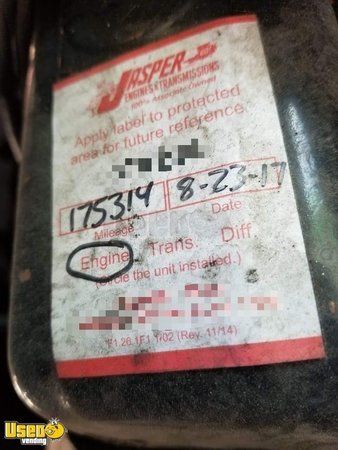 JASPER
ENGINES & TRANSMISSIONS
100% Associate Owned
Apply label to protected
area for future reference.
175314 8-23-17
Mileage Date
Engine Trans. Diff
(Circle the unit installed.)
(Rev. 11/14)
Used
vending